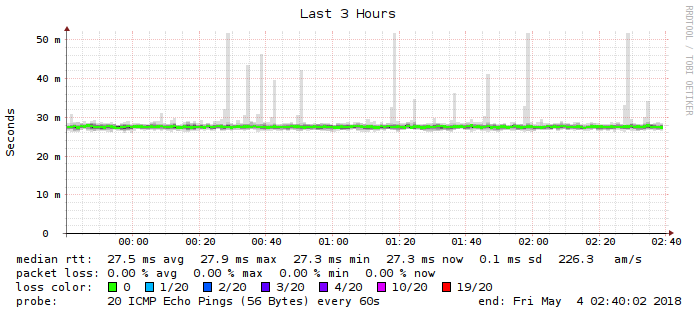 Last 3 Hours
RRDTOOL / TOBI OETIKER
Seconds
50 m
40 m
30 m
20 m
10 m
0
00:00 00:20 00:40 01:00 01:20 01:40 02:00 02:20 02:40
median rtt: 27.5 ms avg 27.9 ms max 27.3 ms min 27.3 ms now 0.1 ms sd 226.3 am/s
packet loss: 0.00 % avg 0.00 % max 0.00 % min 0.00 % now
loss color: 0 1/20 2/20 3/20 4/20 10/20 19/20
probe: 20 ICMP Echo Pings (56 Bytes) every 60s end: Fri May 4 02:40:02 2018